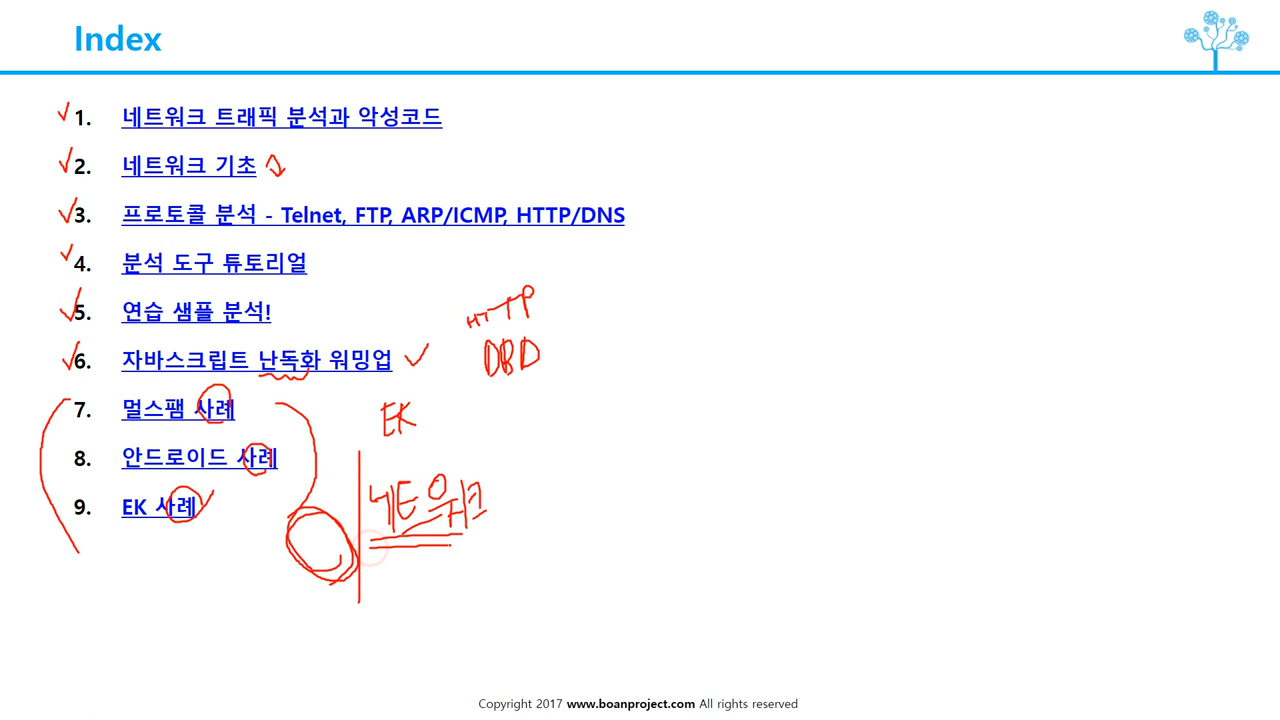 Index
1. 네트워크 트래픽 분석과 악성코드
2. 네트워크 기초
3. 프로토콜 분석 - Telnet, FTP, ARP/ICMP, HTTP/DNS
4. 분석 도구 튜토리얼
5. 연습 샘플 분석!
HTTP
6. 자바스크립트 난독화 워밍업
DBD
7. 멀스팸 사례
EK
8. 안드로이드 사례
9. EK 사례
네트워크
Copyright 2017 www.boanproject.com All rights reserved